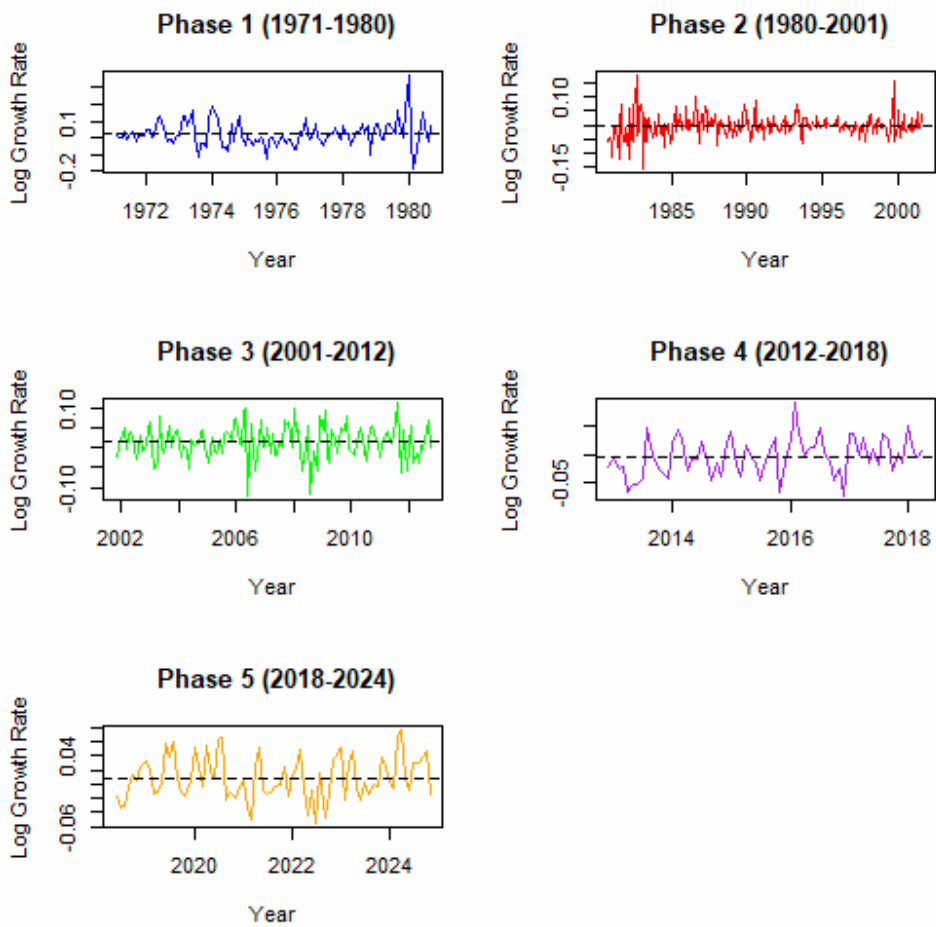 Phase 1 (1971-1980)
Log Growth Rate
0.1
-0.2
1972 1974 1976 1978 1980
Year
Phase 2 (1980-2001)
Log Growth Rate
0.10
-0.15
1985 1990 1995 2000
Year
Phase 3 (2001-2012)
Log Growth Rate
0.10
-0.10
2002 2006 2010
Year
Phase 4 (2012-2018)
Log Growth Rate
-0.05
2014 2016 2018
Year
Phase 5 (2018-2024)
Log Growth Rate
0.04
-0.06
2020 2022 2024
Year